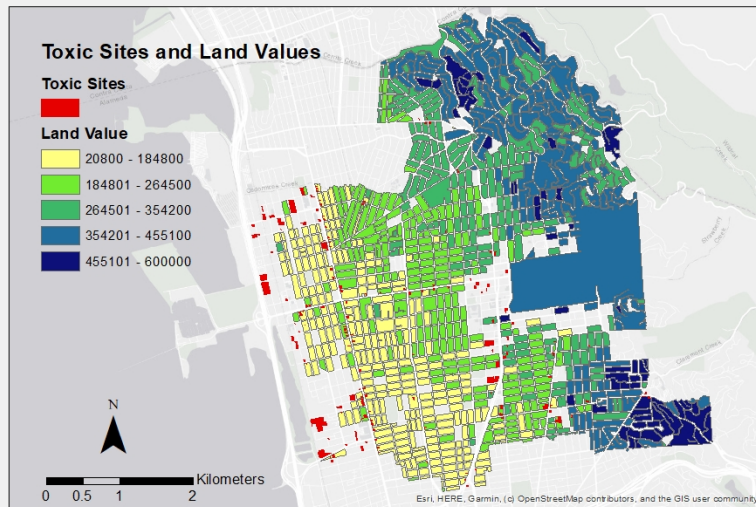 Toxic Sites and Land Values
Toxic Sites
Land Value
20800 - 184800
184801 - 264500
264501 - 354200
354201 - 455100
455101 - 600000
N
Kilometers
0 0.5 1 2
Esri, HERE, Garmin, (c) OpenStreetMap contributors, and the GIS user community